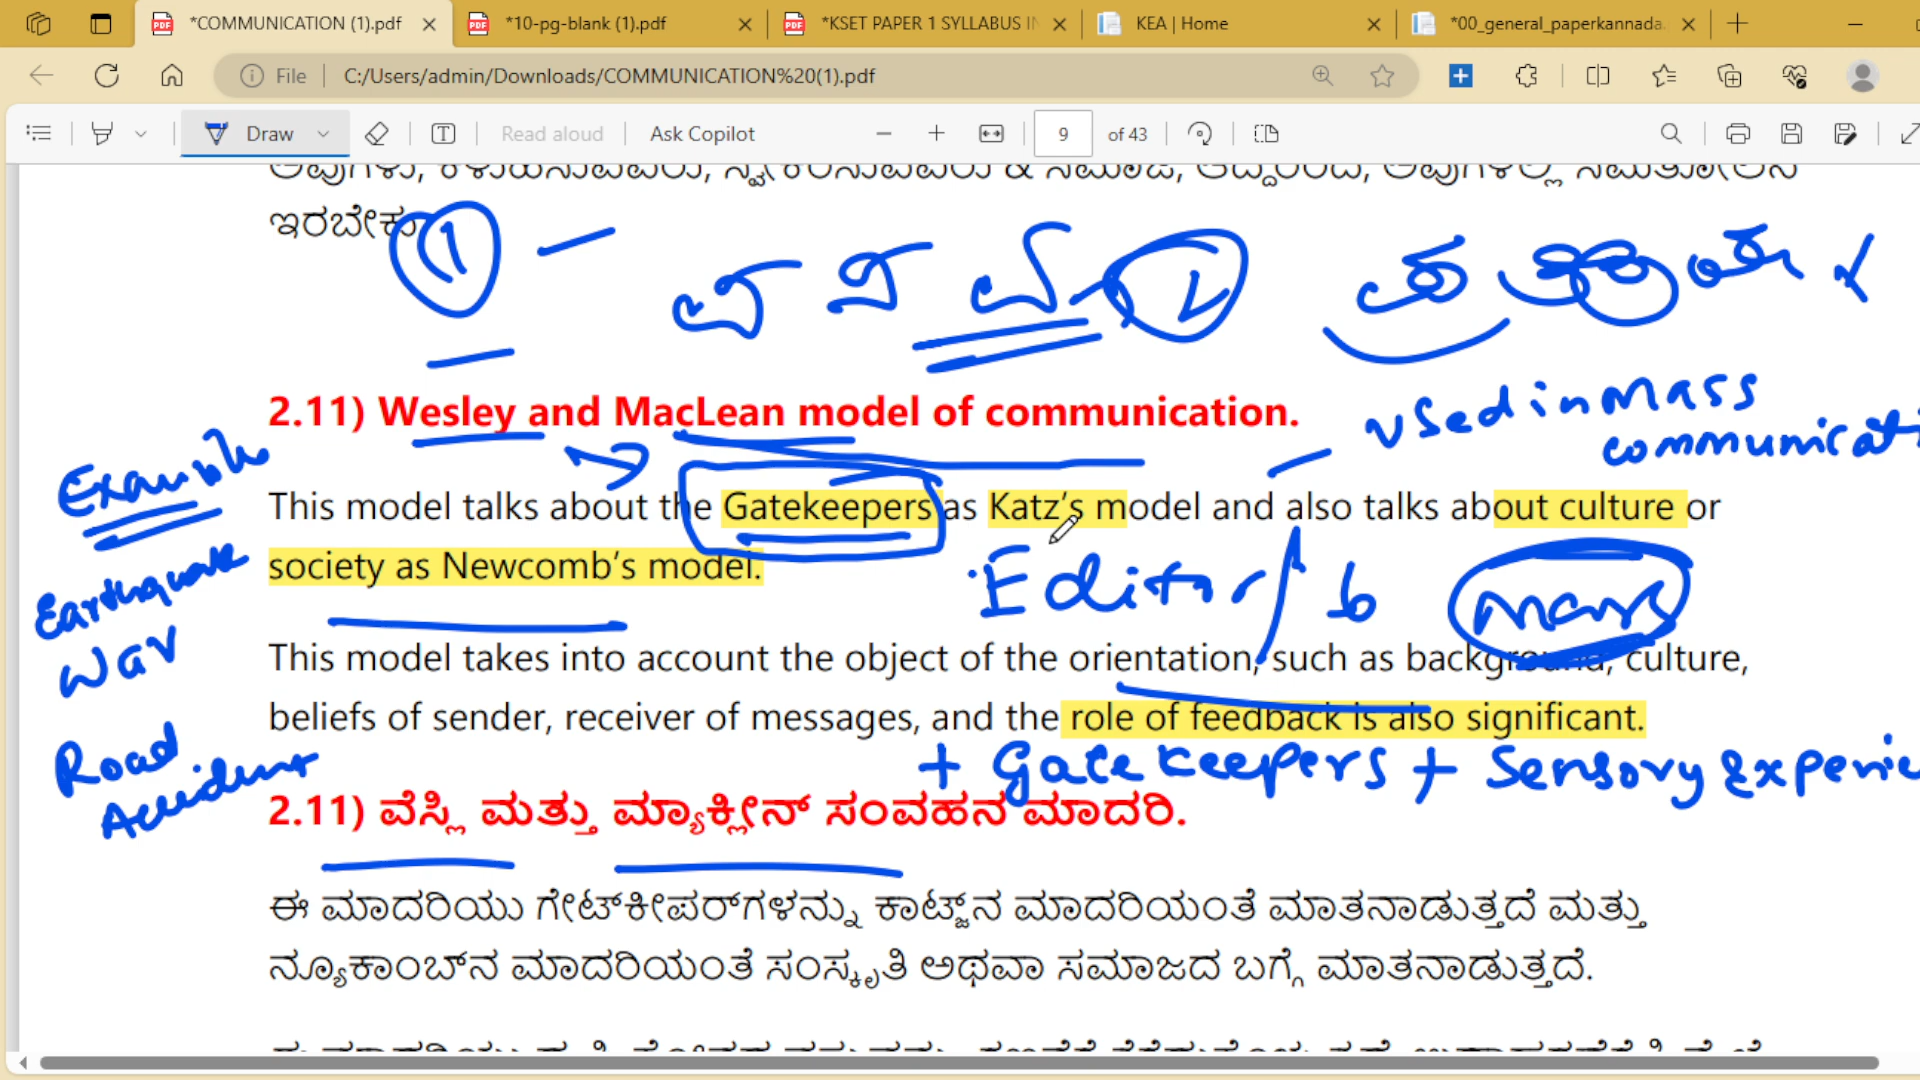 *COMMUNICATION (1).pdf
*10-pg-blank (1).pdf
*KSET PAPER 1 SYLLABUS IN
KEA | Home
*00_general_paperkannada.
File
C:/Users/admin/Downloads/COMMUNICATION%20(1).pdf
Draw
Read aloud
Ask Copilot
9 of 43
ಇರಬೇಕು
1
2
2.11) Wesley and MacLean model of communication.
used in Mass
Example
This model talks about the Gatekeepers as Katz's model and also talks about culture or
society as Newcomb's model.
Editor
mass
Earthquake
War
This model takes into account the object of the orientation, such as background, culture,
beliefs of sender, receiver of messages, and the role of feedback is also significant.
Road
Accident
+ Gatekeepers + Sensory
2.11) ವೆಸ್ಲಿ ಮತ್ತು ಮ್ಯಾಕ್ಲೀನ್ ಸಂವಹನ ಮಾದರಿ.
ಈ ಮಾದರಿಯು ಗೇಟ್‌ಕೀಪರ್‌ಗಳನ್ನು ಕಾಟ್ಜ್‌ನ ಮಾದರಿಯಂತೆ ಮಾತನಾಡುತ್ತದೆ ಮತ್ತು
ನ್ಯೂಕಾಂಬ್‌ನ ಮಾದರಿಯಂತೆ ಸಂಸ್ಕೃತಿ ಅಥವಾ ಸಮಾಜದ ಬಗ್ಗೆ ಮಾತನಾಡುತ್ತದೆ.